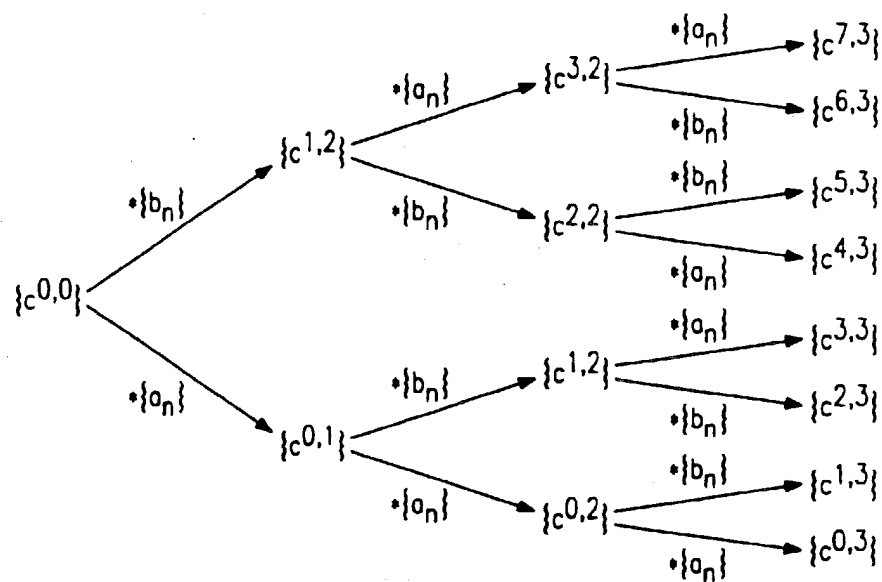 *{a_n} {c^7,3}
{c^3,2}
*{a_n} *{b_n} {c^6,3}
{c^1,2}
*{b_n} {c^5,3}
*{b_n} *{b_n} {c^2,2}
*{a_n} {c^4,3}
{c^0,0}
*{a_n} {c^3,3}
*{a_n} *{b_n} {c^1,2}
*{b_n} {c^2,3}
{c^0,1}
*{b_n} {c^1,3}
*{a_n} {c^0,2}
*{a_n} {c^0,3}